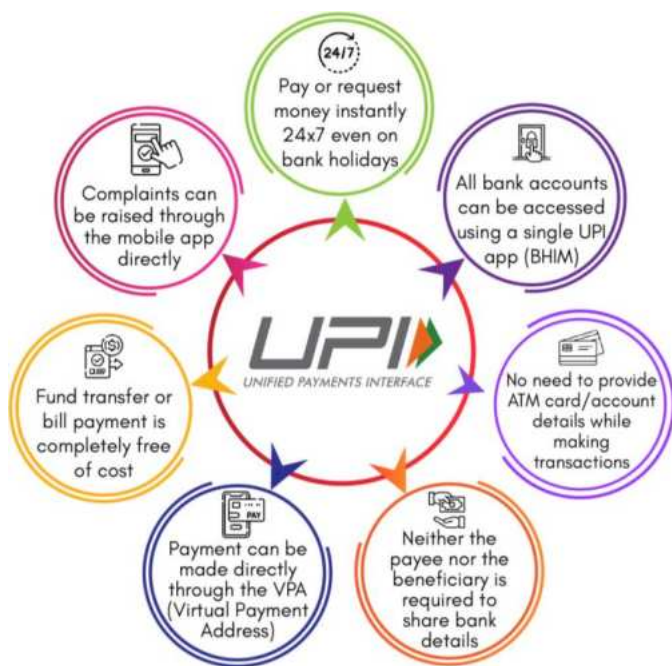 24/7
Pay or request
money instantly
24x7 even on
bank holidays
All bank accounts
can be accessed
using a single UPI
app (BHIM)
No need to provide
ATM card/account
details while
making
transactions
Neither the
payee nor the
beneficiary is
required to
share bank
details
PAY
Payment can be
made directly
through the VPA
(Virtual Payment
Address)
Fund transfer or
bill payment is
completely free
of cost
Complaints can
be raised through
the mobile app
directly
UPI
UNIFIED PAYMENTS INTERFACE